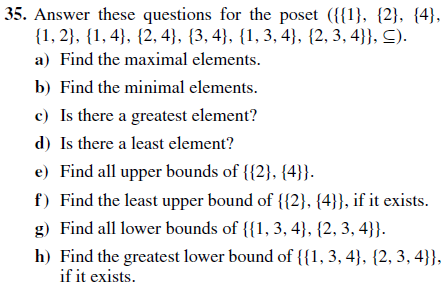 35. Answer these questions for the poset ({{1}, {2}, {4},
{1, 2}, {1, 4}, {2, 4}, {3, 4}, {1, 3, 4}, {2, 3, 4}}, ⊆).
a) Find the maximal elements.
b) Find the minimal elements.
c) Is there a greatest element?
d) Is there a least element?
e) Find all upper bounds of {{2}, {4}}.
f) Find the least upper bound of {{2}, {4}}, if it exists.
g) Find all lower bounds of {{1, 3, 4}, {2, 3, 4}}.
h) Find the greatest lower bound of {{1, 3, 4}, {2, 3, 4}},
if it exists.